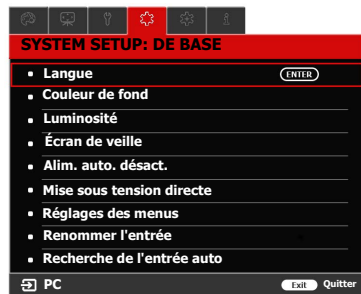 SYSTEM SETUP: DE BASE
Langue ENTER
Couleur de fond
Luminosité
Écran de veille
Alim. auto. désact.
Mise sous tension directe
Réglages des menus
Renommer l'entrée
Recherche de l'entrée auto
PC Exit Quitter